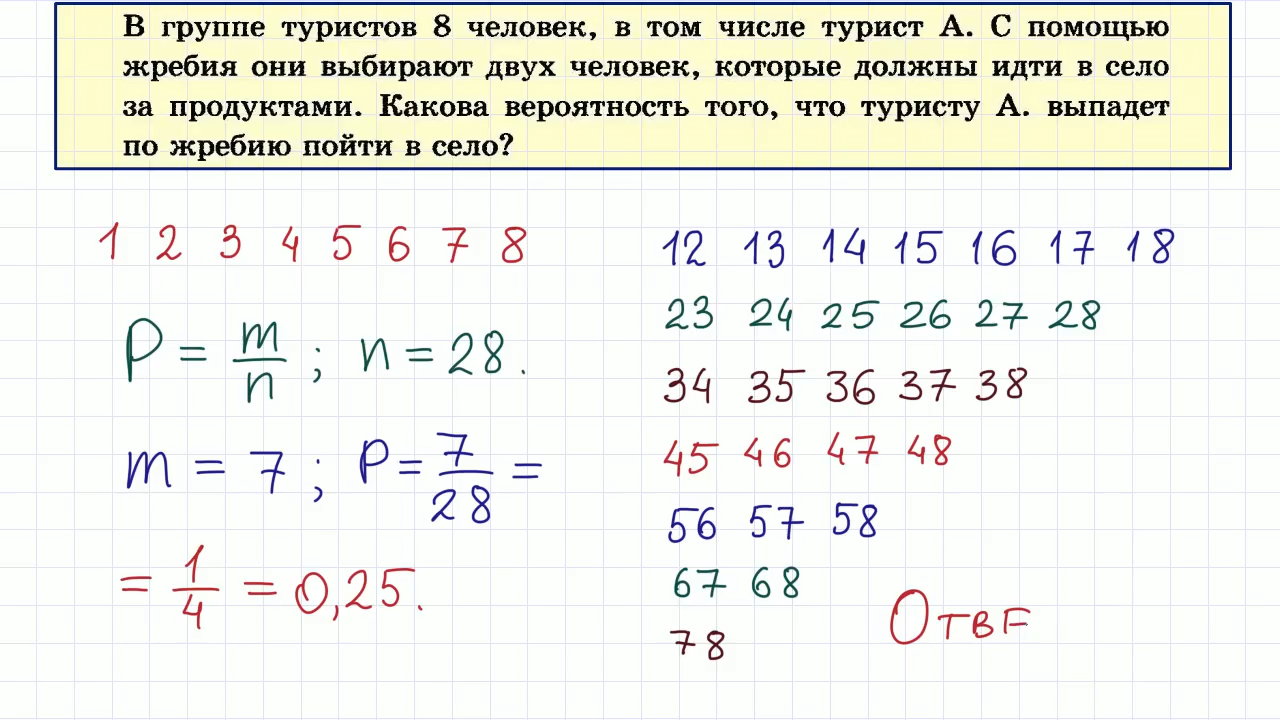 В группе туристов 8 человек, в том числе турист А. С помощью
жребия они выбирают двух человек, которые должны идти в село
за продуктами. Какова вероятность того, что туристу А. выпадет
по жребию пойти в село?
1 2 3 4 5 6 7 8
P = m/n ; n = 28.
m = 7 ; P = 7/28 =
= 1/4 = 0,25.
12 13 14 15 16 17 18
23 24 25 26 27 28
34 35 36 37 38
45 46 47 48
56 57 58
67 68
78
Отве